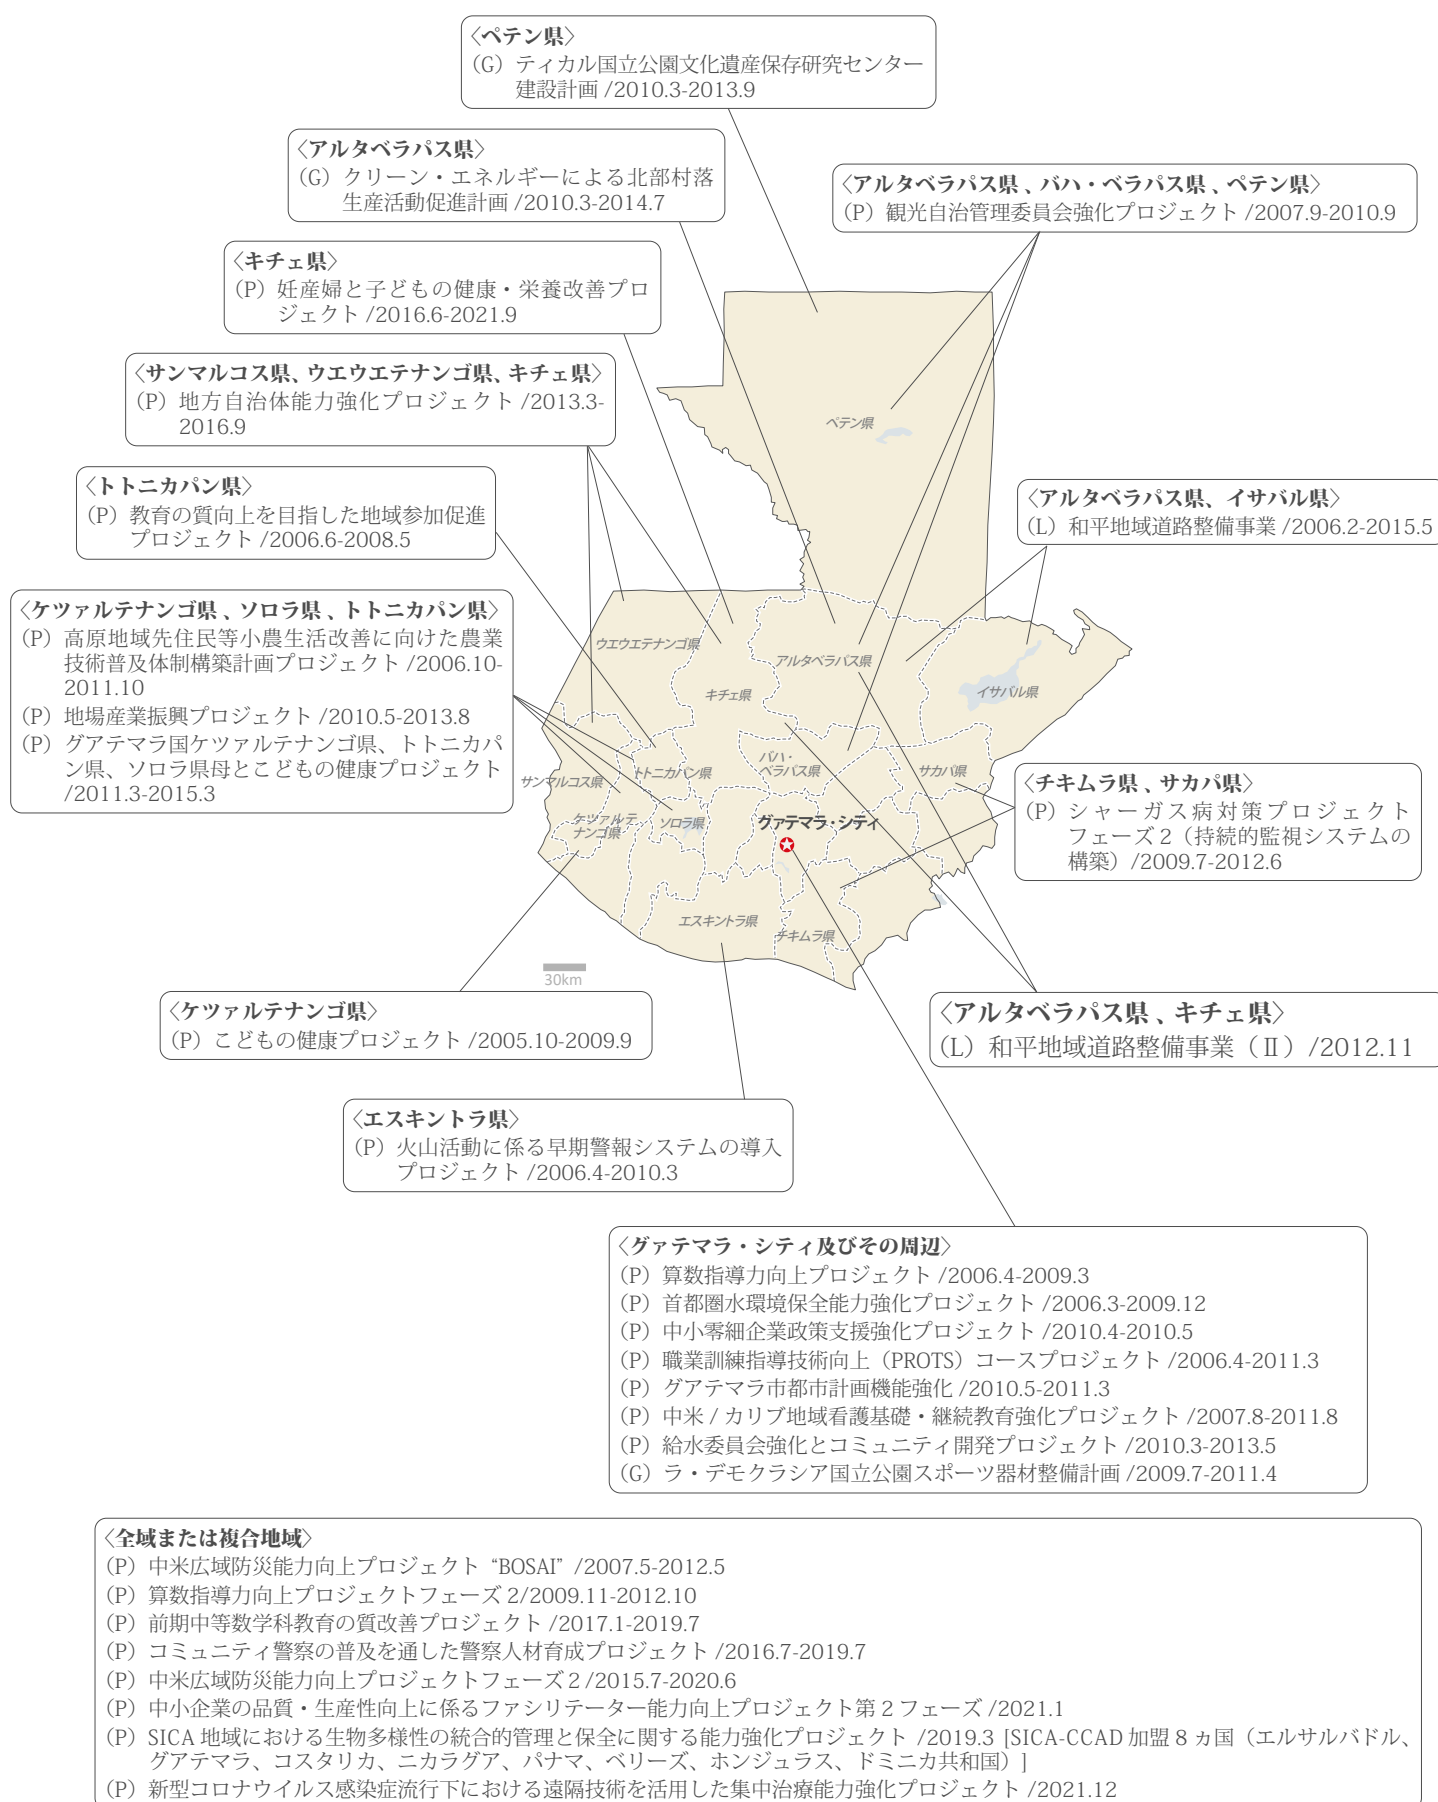 〈ペテン県〉
（G）ティカル国立公園文化遺産保存研究センター
建設計画 /2010.3-2013.9
〈アルタベラパス県〉
（G）クリーン・エネルギーによる北部村落
生産活動促進計画 /2010.3-2014.7
〈アルタベラパス県、バハ・ベラパス県、ペテン県〉
（P）観光自治管理委員会強化プロジェクト /2007.9-2010.9
〈キチェ県〉
（P）妊産婦と子どもの健康・栄養改善プロ
ジェクト /2016.6-2021.9
〈サンマルコス県、ウエウエテナンゴ県、キチェ県〉
（P）地方自治体能力強化プロジェクト /2013.3-
2016.9
〈トトニカパン県〉
（P）教育の質向上を目指した地域参加促進
プロジェクト /2006.6-2008.5
〈アルタベラパス県、イサバル県〉
（L）和平地域道路整備事業 /2006.2-2015.5
〈ケツァルテナンゴ県、ソロラ県、トトニカパン県〉
（P）高原地域先住民等小農生活改善に向けた農業
技術普及体制構築計画プロジェクト /2006.10-
2011.10
（P）地場産業振興プロジェクト /2010.5-2013.8
（P）グアテマラ国ケツァルテナンゴ県、トトニカパ
ン県、ソロラ県母とこどもの健康プロジェクト
/2011.3-2015.3
ペテン県
ウエウエテナンゴ県
アルタベラパス県
キチェ県
イサバル県
バハ・
ベラパス県
サカパ県
トトニカパン県
サンマルコス県
ケツァルテ
ナンゴ県
ソロラ県
グァテマラ・シティ
エスキントラ県
チキムラ県
30km
〈チキムラ県、サカパ県〉
（P）シャーガス病対策プロジェクト
フェーズ2（持続的監視システムの
構築）/2009.7-2012.6
〈ケツァルテナンゴ県〉
（P）こどもの健康プロジェクト /2005.10-2009.9
〈アルタベラパス県、キチェ県〉
（L）和平地域道路整備事業（Ⅱ）/2012.11
〈エスキントラ県〉
（P）火山活動に係る早期警報システムの導入
プロジェクト /2006.4-2010.3
〈グァテマラ・シティ及びその周辺〉
（P）算数指導力向上プロジェクト /2006.4-2009.3
（P）首都圏水環境保全能力強化プロジェクト /2006.3-2009.12
（P）中小零細企業政策支援強化プロジェクト /2010.4-2010.5
（P）職業訓練指導技術向上（PROTS）コースプロジェクト /2006.4-2011.3
（P）グアテマラ市都市計画機能強化 /2010.5-2011.3
（P）中米 / カリブ地域看護基礎・継続教育強化プロジェクト /2007.8-2011.8
（P）給水委員会強化とコミュニティ開発プロジェクト /2010.3-2013.5
（G）ラ・デモクラシア国立公園スポーツ器材整備計画 /2009.7-2011.4
〈全域または複合地域〉
（P）中米広域防災能力向上プロジェクト “BOSAI” /2007.5-2012.5
（P）算数指導力向上プロジェクトフェーズ 2/2009.11-2012.10
（P）前期中等数学科教育の質改善プロジェクト /2017.1-2019.7
（P）コミュニティ警察の普及を通した警察人材育成プロジェクト /2016.7-2019.7
（P）中米広域防災能力向上プロジェクトフェーズ 2 /2015.7-2020.6
（P）中小企業の品質・生産性向上に係るファシリテーター能力向上プロジェクト第 2 フェーズ /2021.1
（P）SICA 地域における生物多様性の統合的管理と保全に関する能力強化プロジェクト /2019.3 [SICA-CCAD 加盟 8 ヵ国（エルサルバドル、
グアテマラ、コスタリカ、ニカラグア、パナマ、ベリーズ、ホンジュラス、ドミニカ共和国）]
（P）新型コロナウイルス感染症流行下における遠隔技術を活用した集中治療能力強化プロジェクト /2021.12